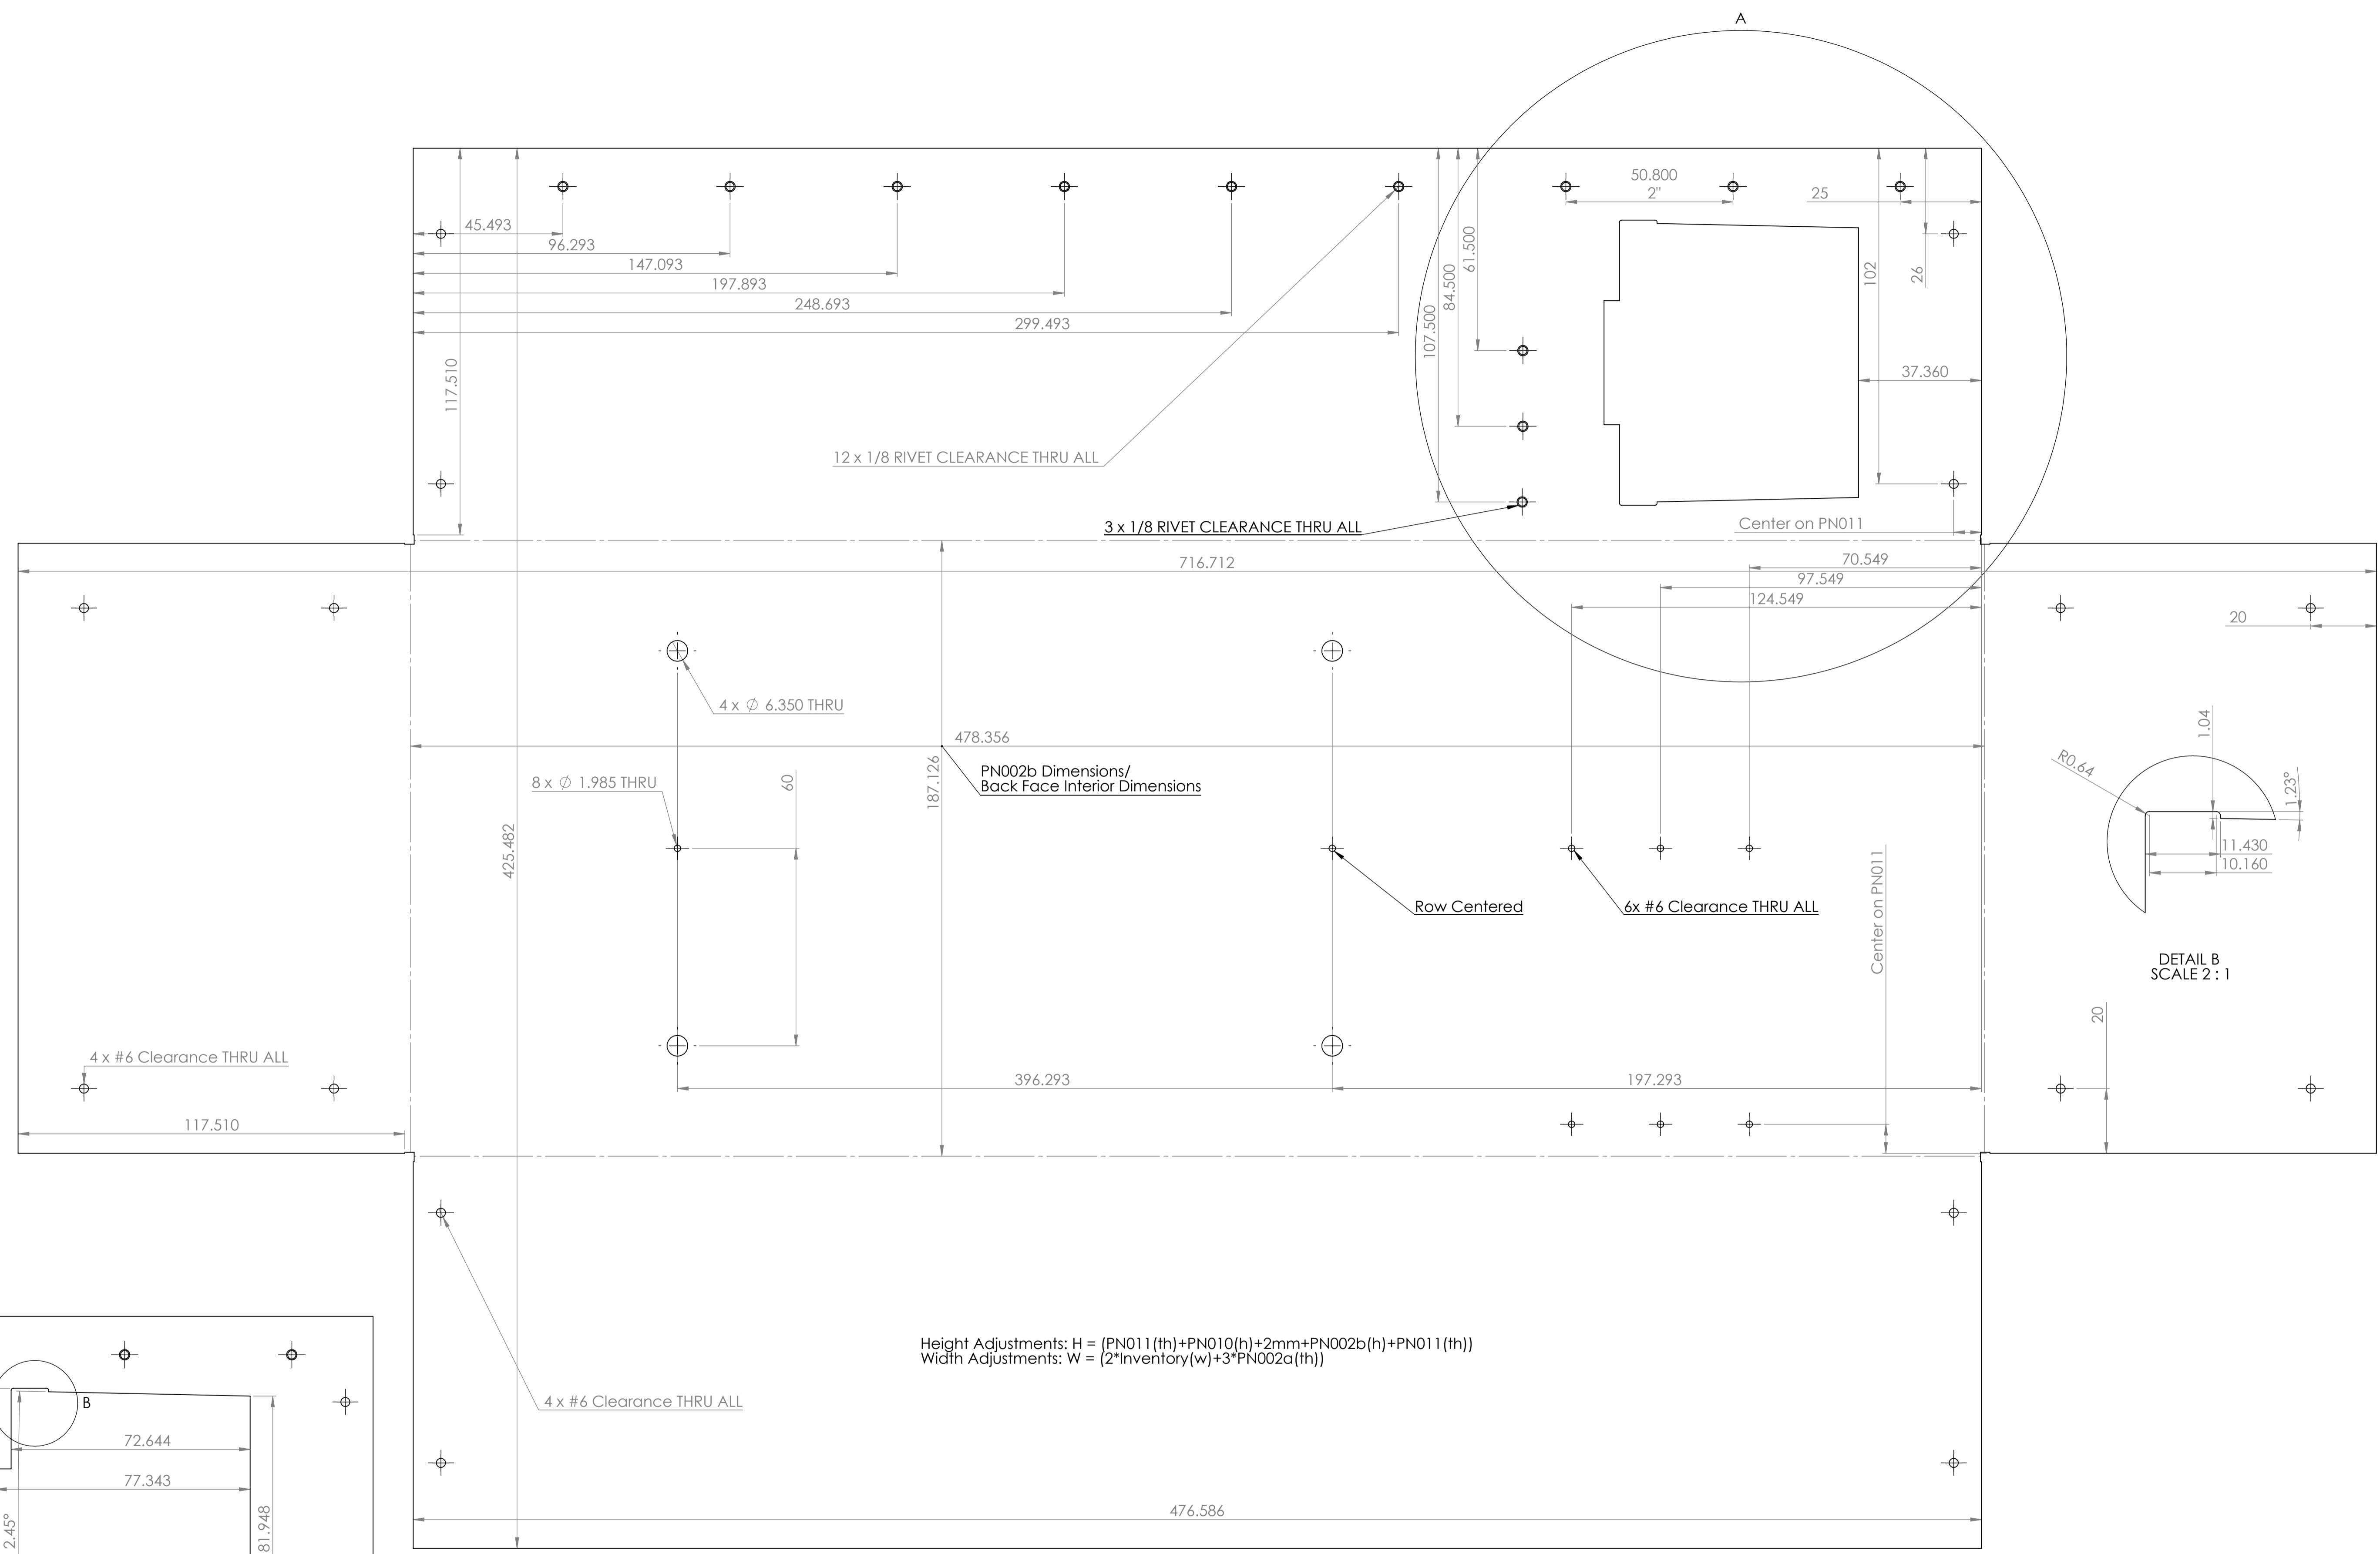 A
50.800
2"
25
45.493
96.293
147.093
197.893
248.693
299.493
117.510
61.500
84.500
107.500
102
26
37.360
12 x 1/8 RIVET CLEARANCE THRU ALL
3 x 1/8 RIVET CLEARANCE THRU ALL
Center on PN011
716.712
70.549
97.549
124.549
20
4 x ∅ 6.350 THRU
478.356
PN002b Dimensions/
Back Face Interior Dimensions
187.126
8 x ∅ 1.985 THRU
60
425.482
Row Centered
6x #6 Clearance THRU ALL
Center on PN011
R0.64
1.04
1.23°
11.430
10.160
DETAIL B
SCALE 2 : 1
20
4 x #6 Clearance THRU ALL
117.510
396.293
197.293
Height Adjustments: H = (PN011(th)+PN010(h)+2mm+PN002b(h)+PN011(th))
Width Adjustments: W = (2*Inventory(w)+3*PN002a(th))
4 x #6 Clearance THRU ALL
476.586
B
72.644
77.343
2.45°
81.948